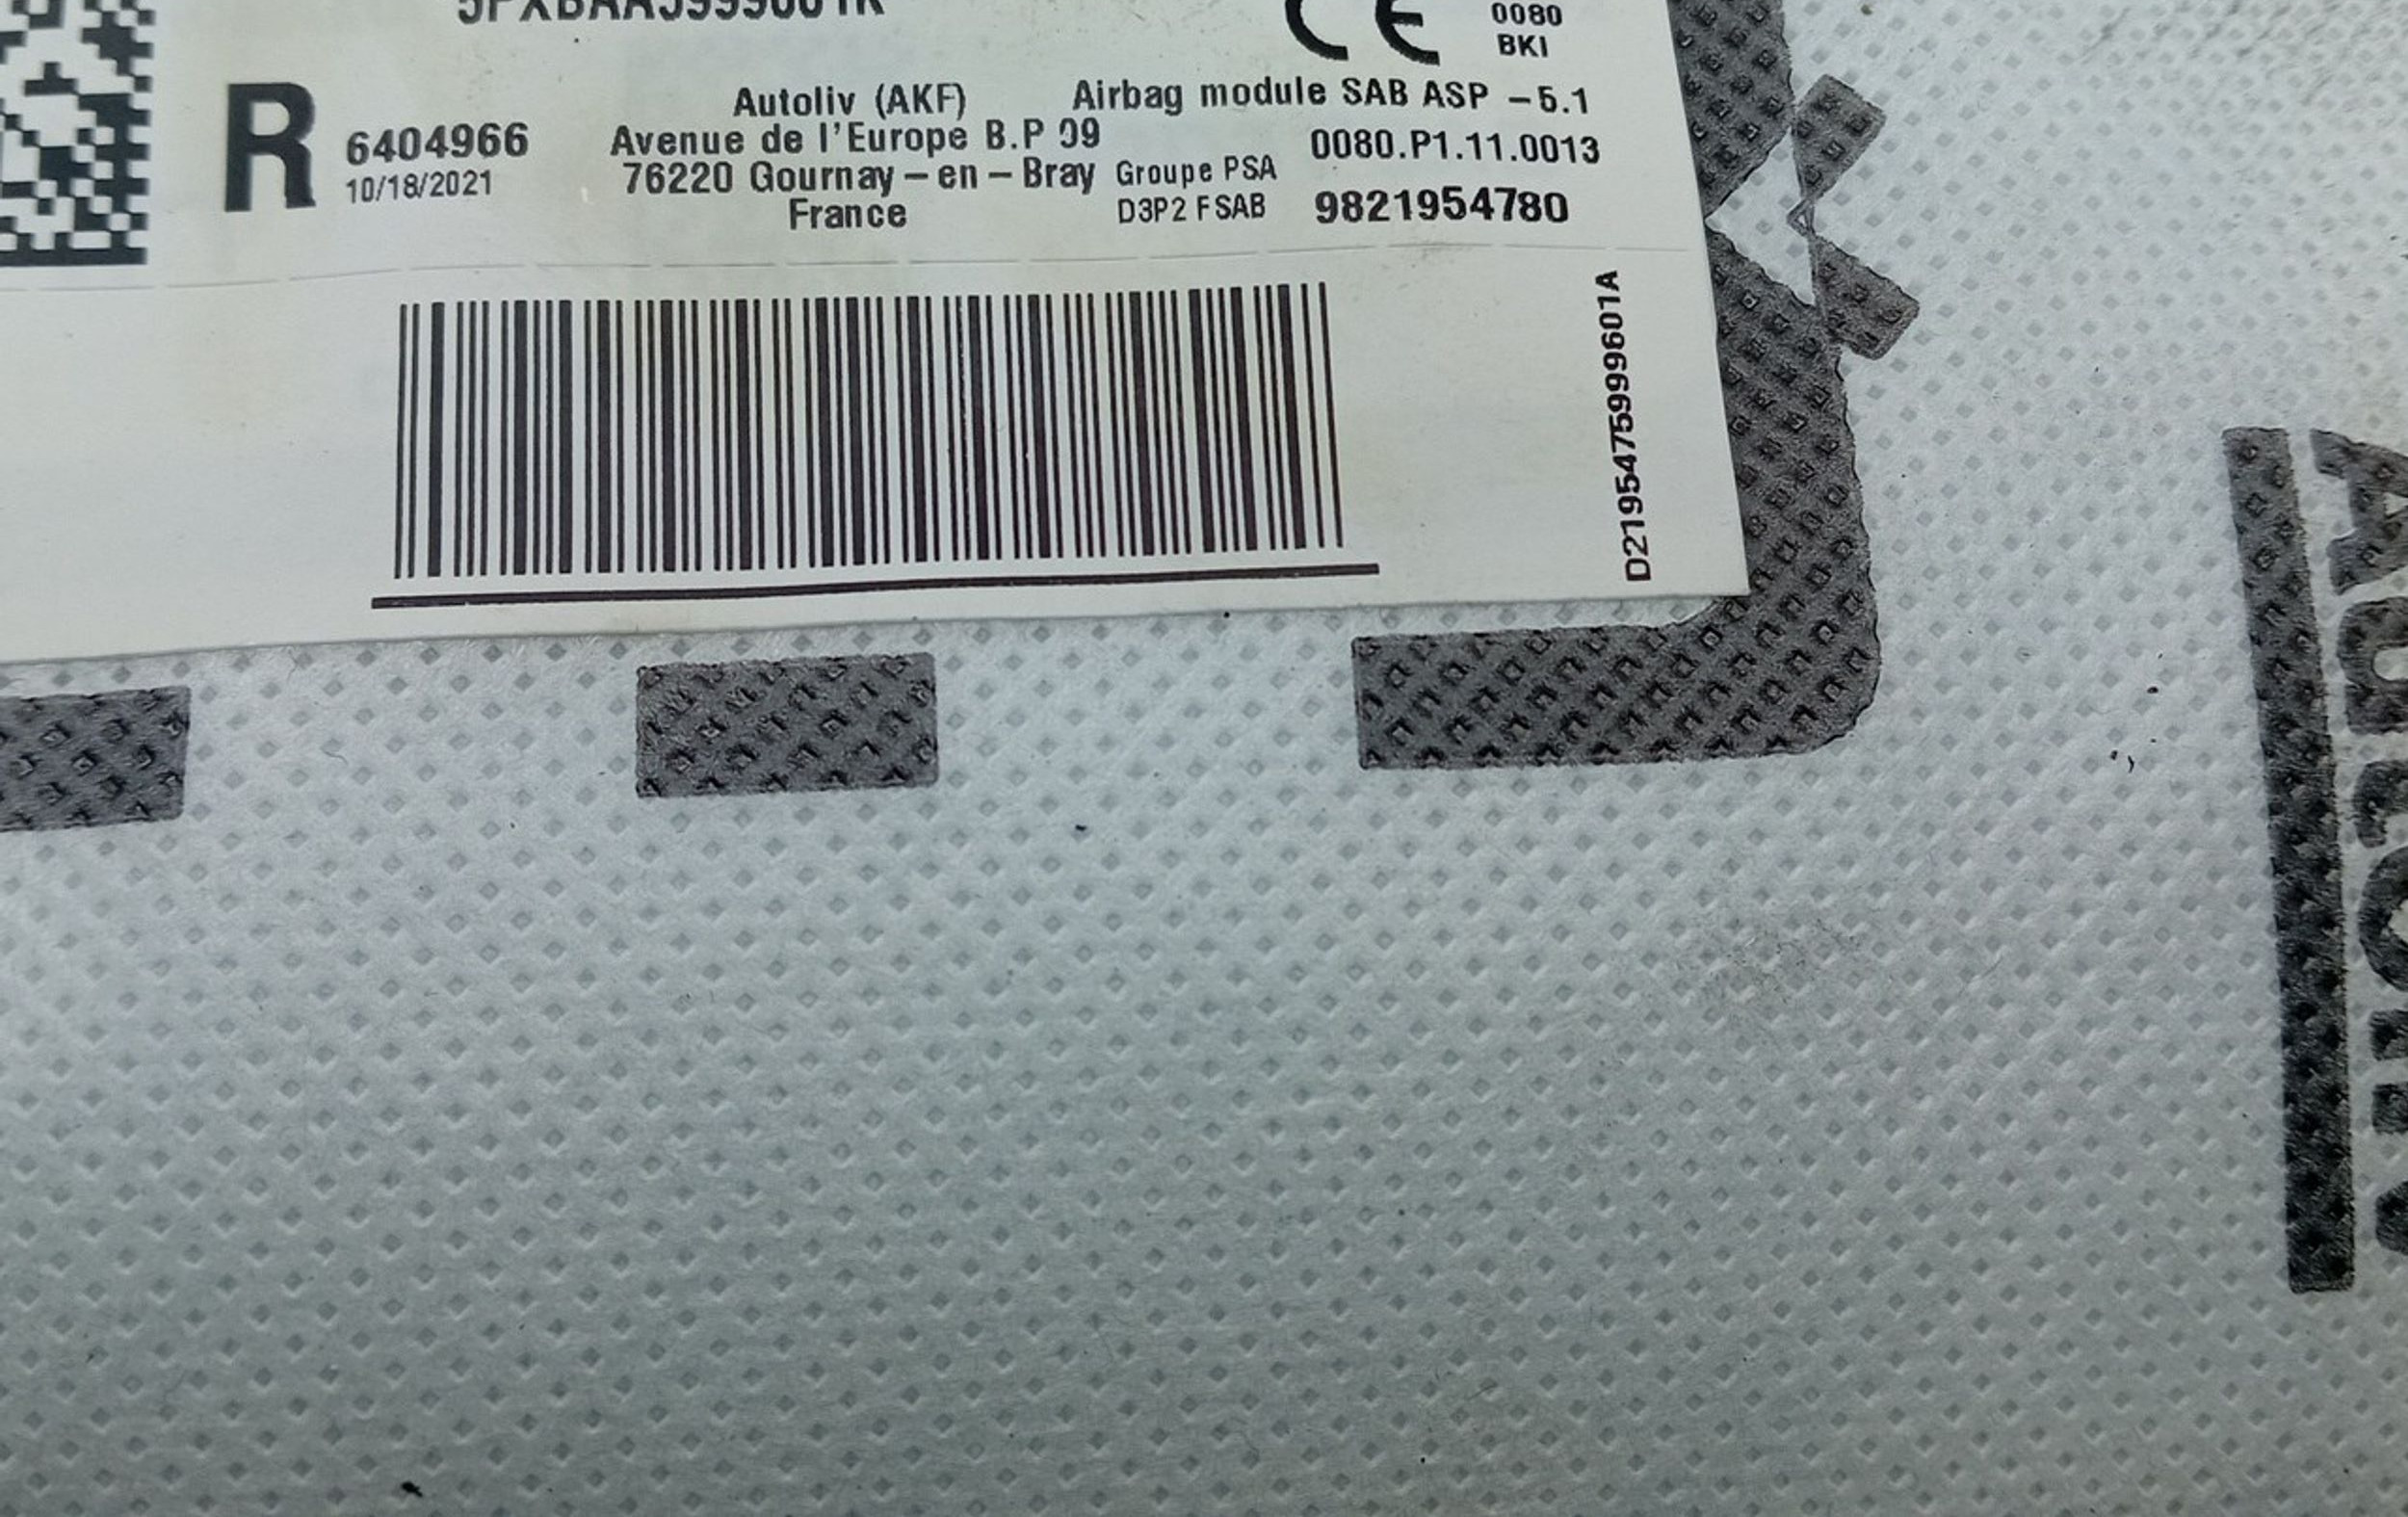 0080
BKI
R
6404966
10/18/2021
Autoliv (AKF)
Avenue de l'Europe B.P 09
76220 Gournay – en – Bray
France
Airbag module SAB ASP – 5.1
0080.P1.11.0013
Groupe PSA
D3P2 FSAB
9821954780
D21954759999601A